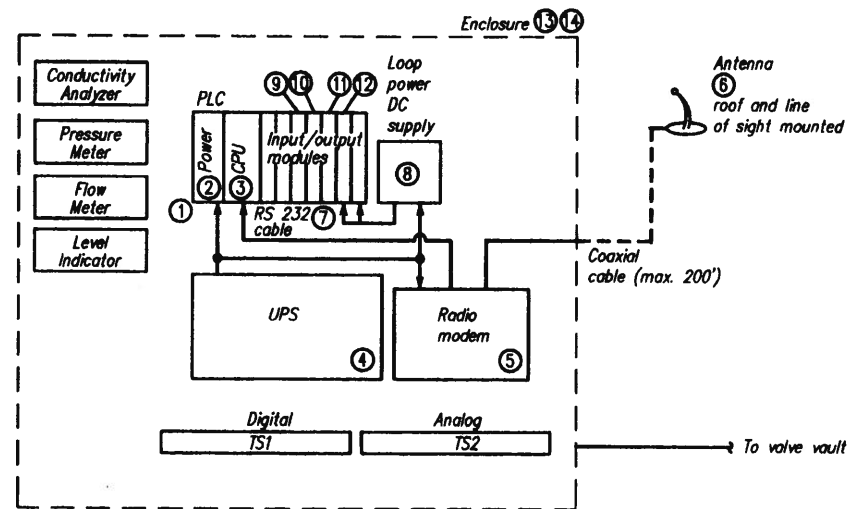 Enclosure 13 14
Conductivity
Analyzer
Pressure
Meter
Flow
Meter
Level
Indicator
PLC
9 10 11 12
Loop
power
DC
supply
Power
CPU
Input/output
modules
2
3
8
1
RS 232
cable
7
Antenna
6
roof and line
of sight mounted
Coaxial
cable (max. 200')
UPS
4
Radio
modem
5
Digital
TS1
Analog
TS2
To valve vault